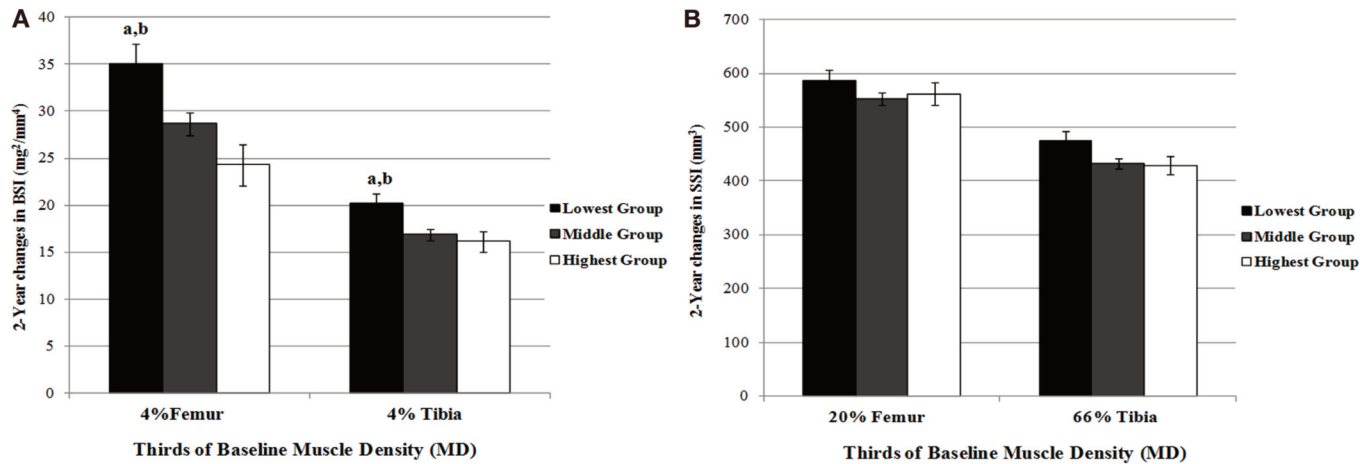 A
40
35
30
25
20
15
10
5
0
2-Year changes in BSI (mg²/mm⁴)
a,b
a,b
4%Femur
4% Tibia
Thirds of Baseline Muscle Density (MD)
Lowest Group
Middle Group
Highest Group
B
700
600
500
400
300
200
100
0
2-Year changes in SSI (mm³)
20% Femur
66% Tibia
Thirds of Baseline Muscle Density (MD)
Lowest Group
Middle Group
Highest Group